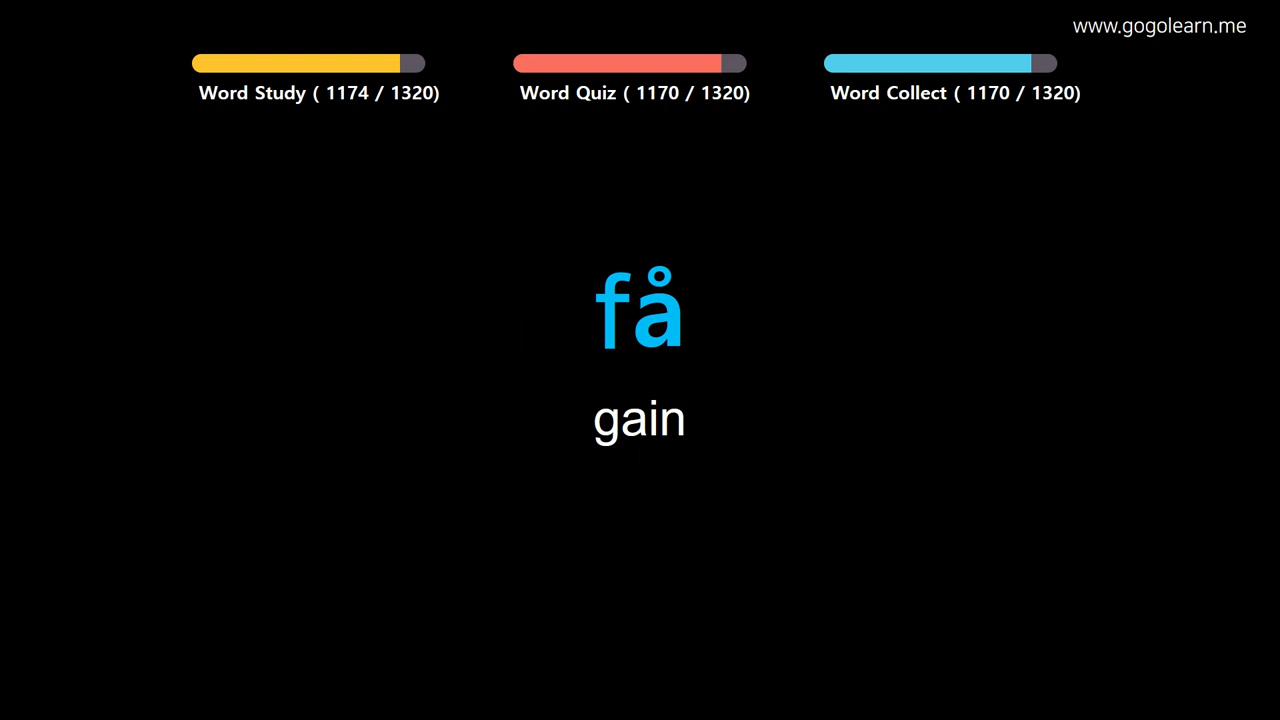 www.gogolearn.me
Word Study ( 1174 / 1320)
Word Quiz ( 1170 / 1320)
Word Collect ( 1170 / 1320)
få
gain